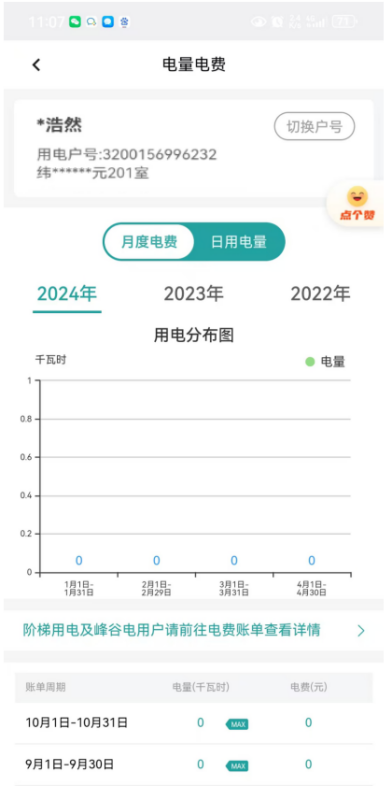 11:07
73
电量电费
*浩然
切换户号
用电户号:3200156996232
纬******元201室
点个赞
月度电费 日用电量
2024年 2023年 2022年
用电分布图
千瓦时 电量
1
0.8
0.6
0.4
0.2
0
0 0 0 0
1月1日-
1月31日
2月1日-
2月29日
3月1日-
3月31日
4月1日-
4月30日
阶梯用电及峰谷电用户请前往电费账单查看详情
账单周期 电量(千瓦时) 电费(元)
10月1日-10月31日 0 MAX 0
9月1日-9月30日 0 MAX 0